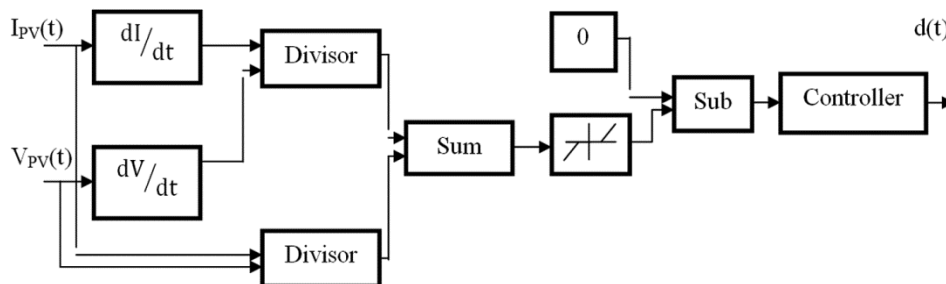 I_PV(t)
dI/dt
Divisor
0
d(t)
Sub
Controller
Sum
V_PV(t)
dV/dt
Divisor